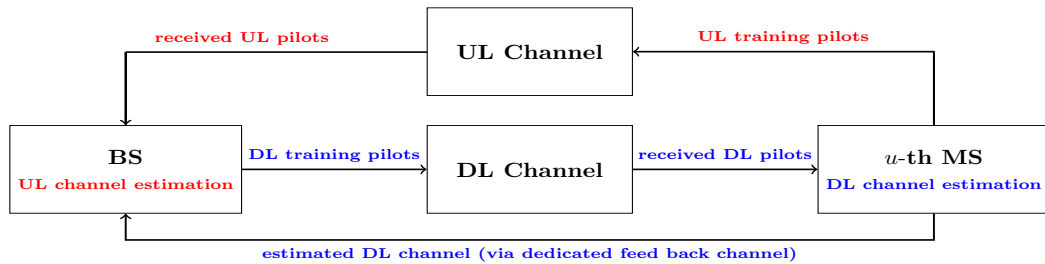 received UL pilots
UL Channel
UL training pilots
BS
UL channel estimation
DL training pilots
DL Channel
received DL pilots
u-th MS
DL channel estimation
estimated DL channel (via dedicated feed back channel)